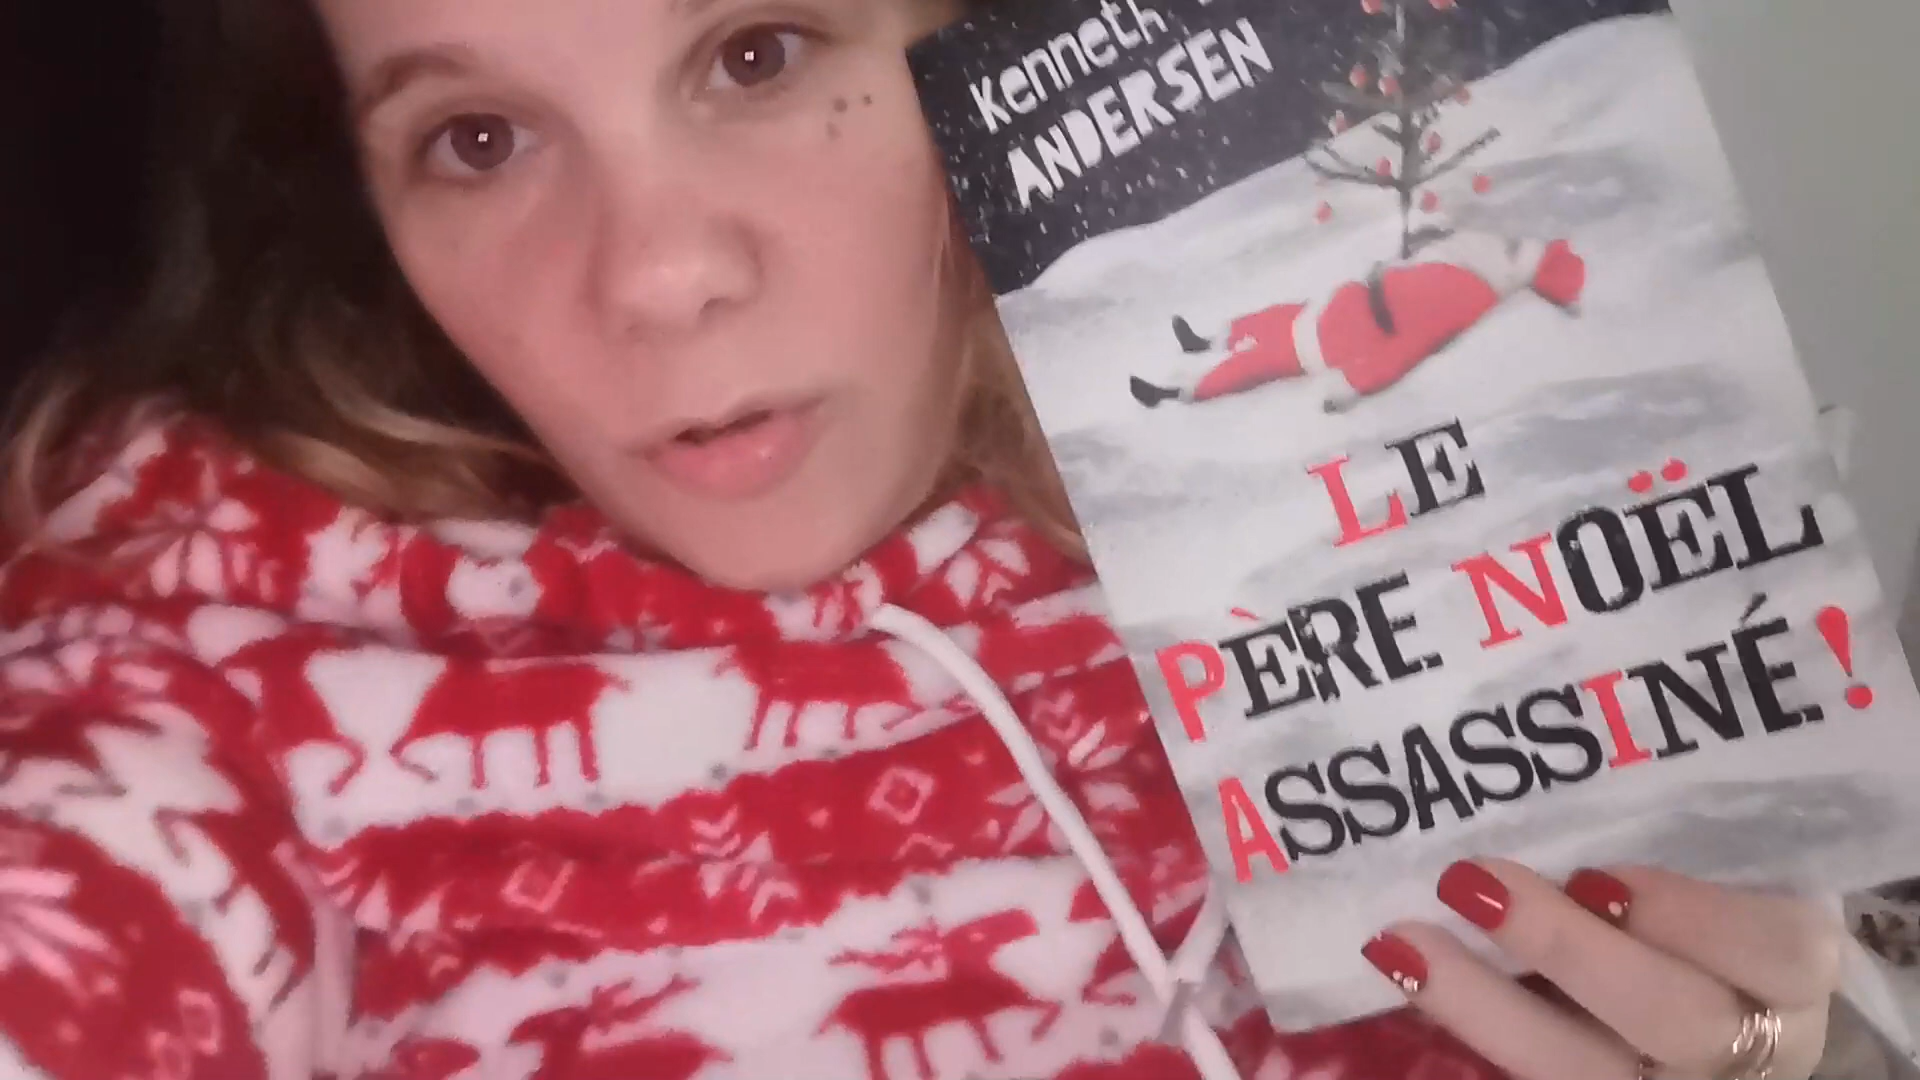 Kenneth
ANDERSEN
LE
PÈRE NOËL
ASSASSINÉ!